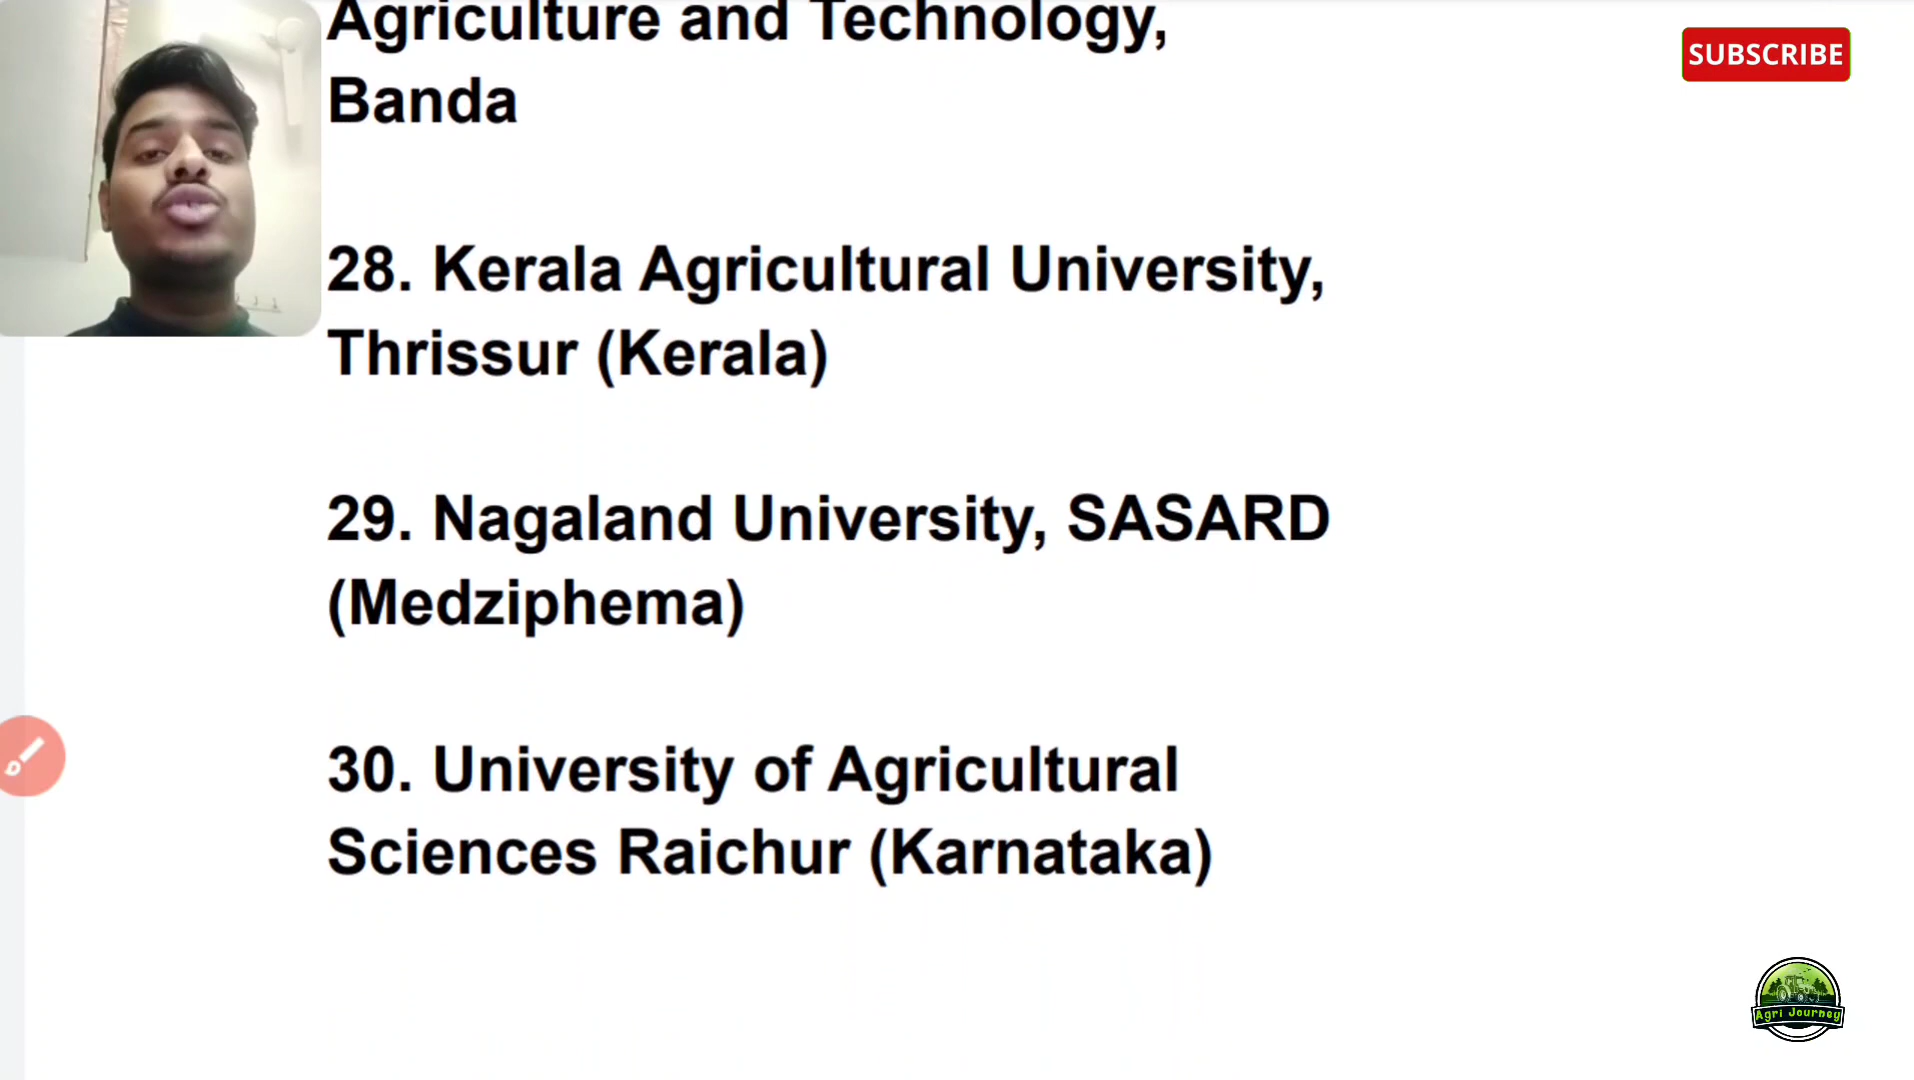 Agriculture and Technology,
Banda
SUBSCRIBE
28. Kerala Agricultural University,
Thrissur (Kerala)
29. Nagaland University, SASARD
(Medziphema)
30. University of Agricultural
Sciences Raichur (Karnataka)
Agri Journey